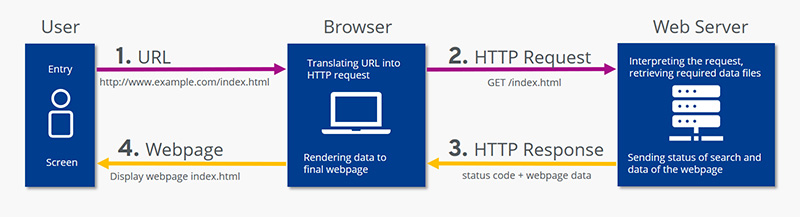 User
Browser
Web Server
Entry
Screen
1. URL
http://www.example.com/index.html
4. Webpage
Display webpage index.html
Translating URL into
HTTP request
Rendering data to
final webpage
2. HTTP Request
GET /index.html
3. HTTP Response
status code + webpage data
Interpreting the request,
retrieving required data files
Sending status of search and
data of the webpage